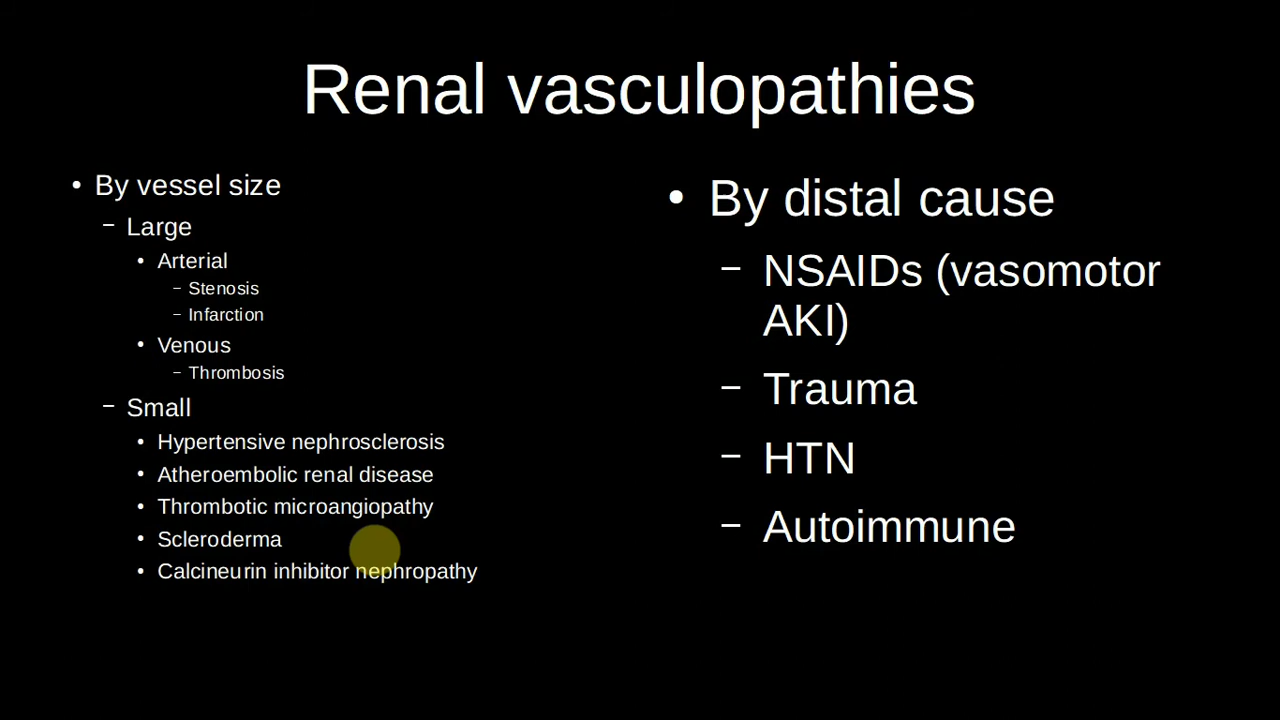 Renal vasculopathies
• By vessel size
– Large
• Arterial
– Stenosis
– Infarction
• Venous
– Thrombosis
– Small
• Hypertensive nephrosclerosis
• Atheroembolic renal disease
• Thrombotic microangiopathy
• Scleroderma
• Calcineurin inhibitor nephropathy
• By distal cause
– NSAIDs (vasomotor
AKI)
– Trauma
– HTN
– Autoimmune